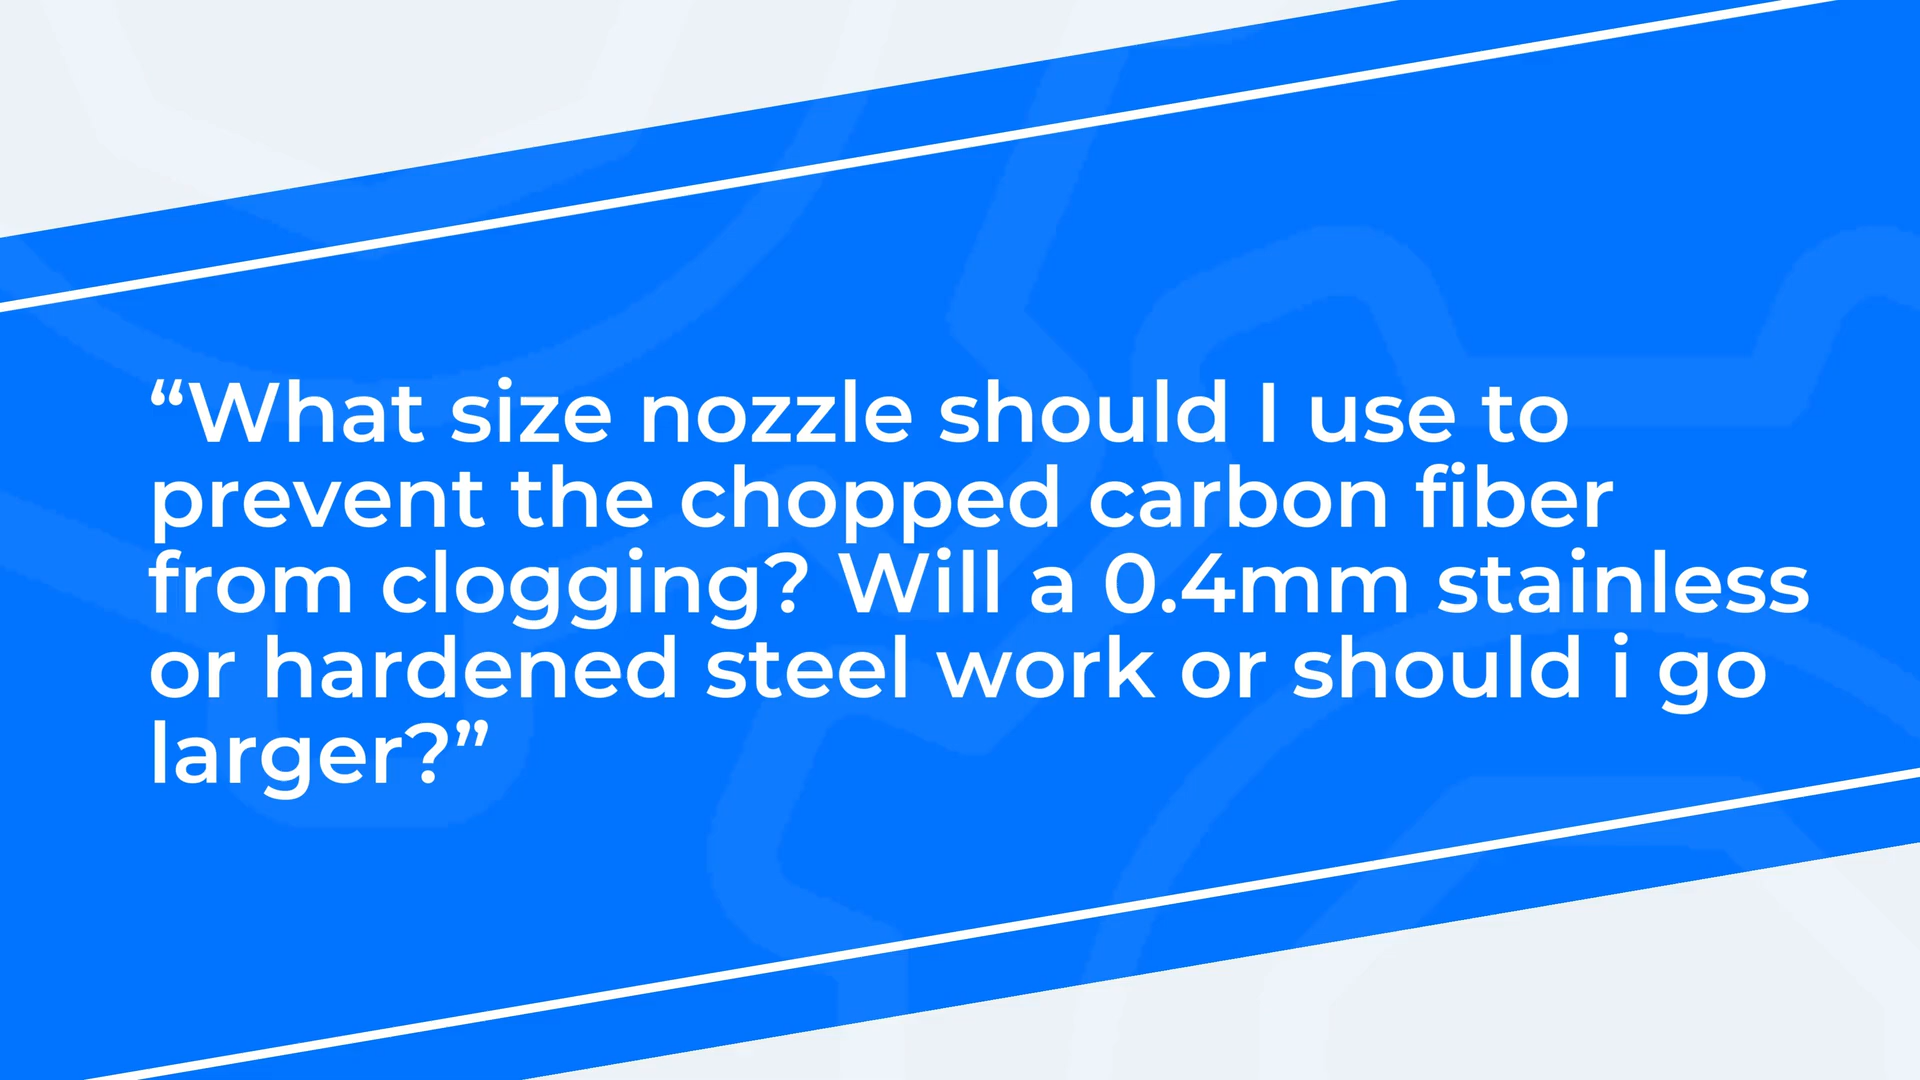 “What size nozzle should I use to
prevent the chopped carbon fiber
from clogging? Will a 0.4mm stainless
or hardened steel work or should i go
larger?”